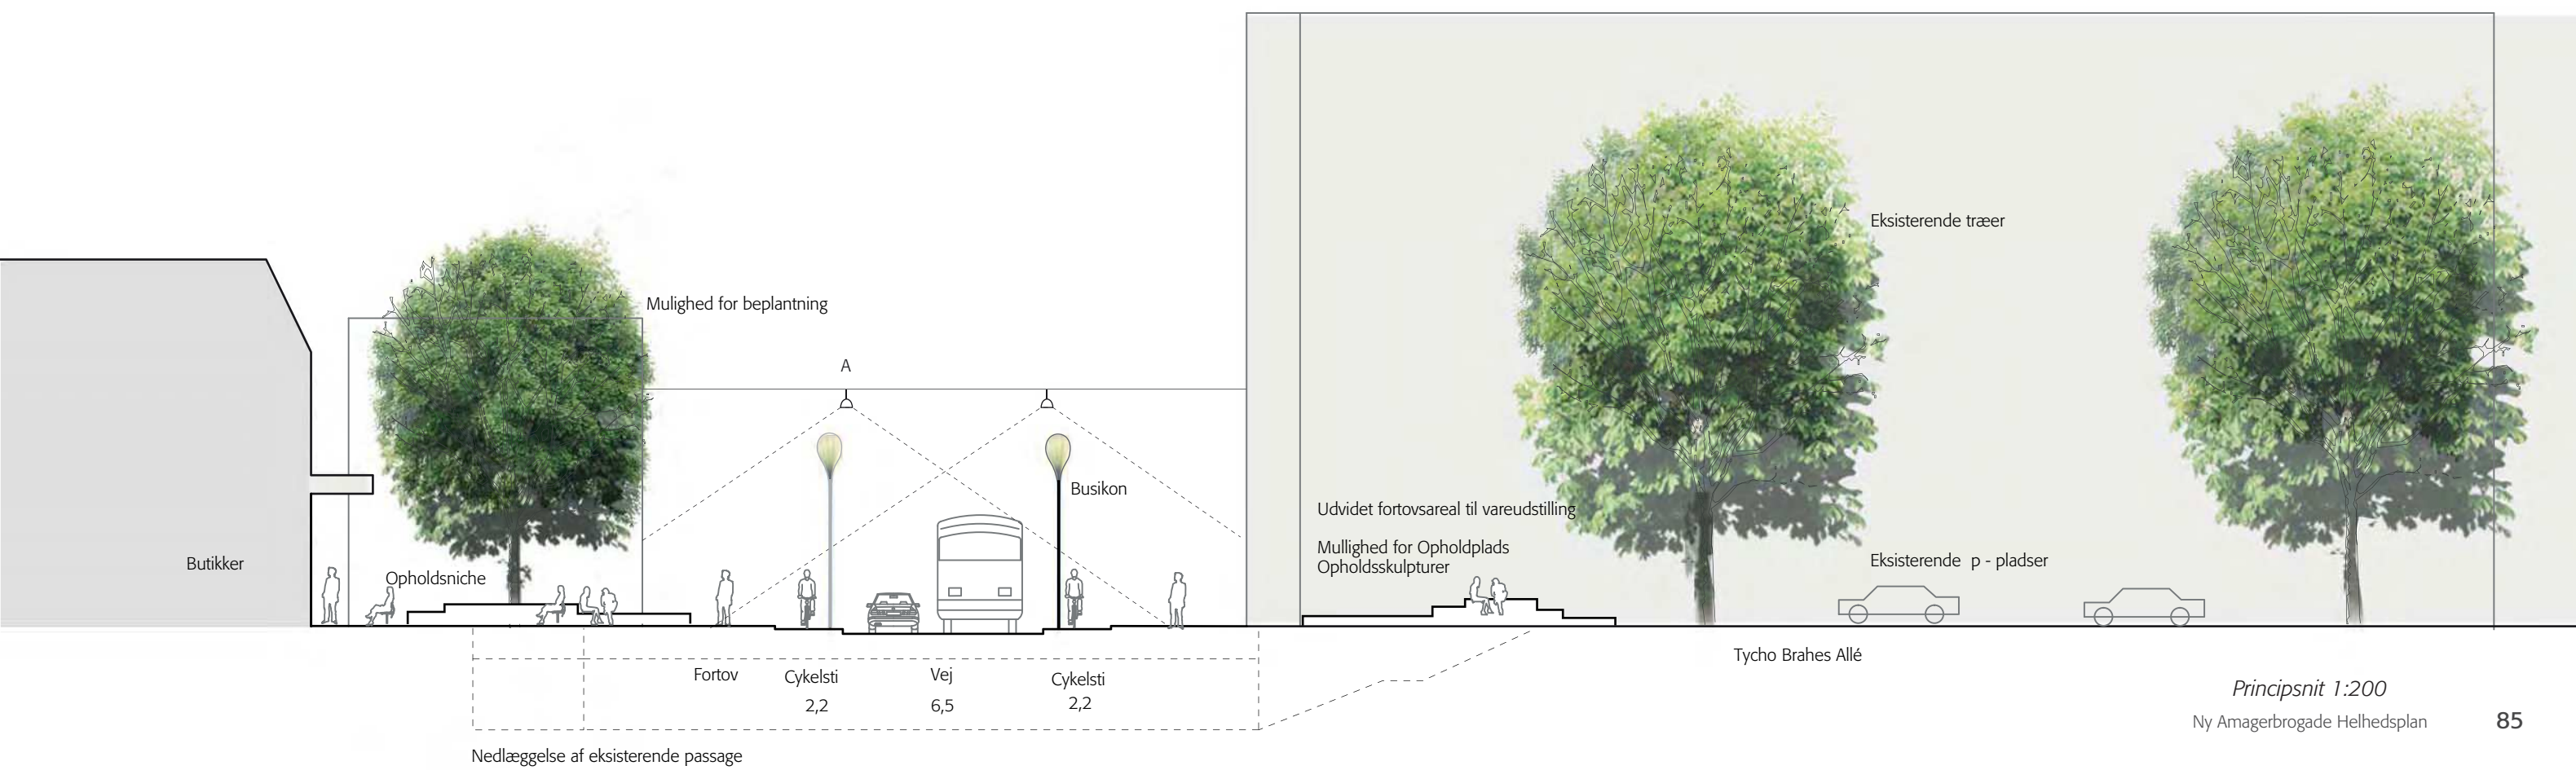 Eksisterende træer
Mulighed for beplantning
A
Busikon
Udvidet fortovsareal til vareudstilling
Mullighed for Opholdplads
Opholdsskulpturer
Butikker
Opholdsniche
Eksisterende p - pladser
Fortov
Cykelsti
2,2
Vej
6,5
Cykelsti
2,2
Tycho Brahes Allé
Nedlæggelse af eksisterende passage
Principsnit 1:200
Ny Amagerbrogade Helhedsplan 85